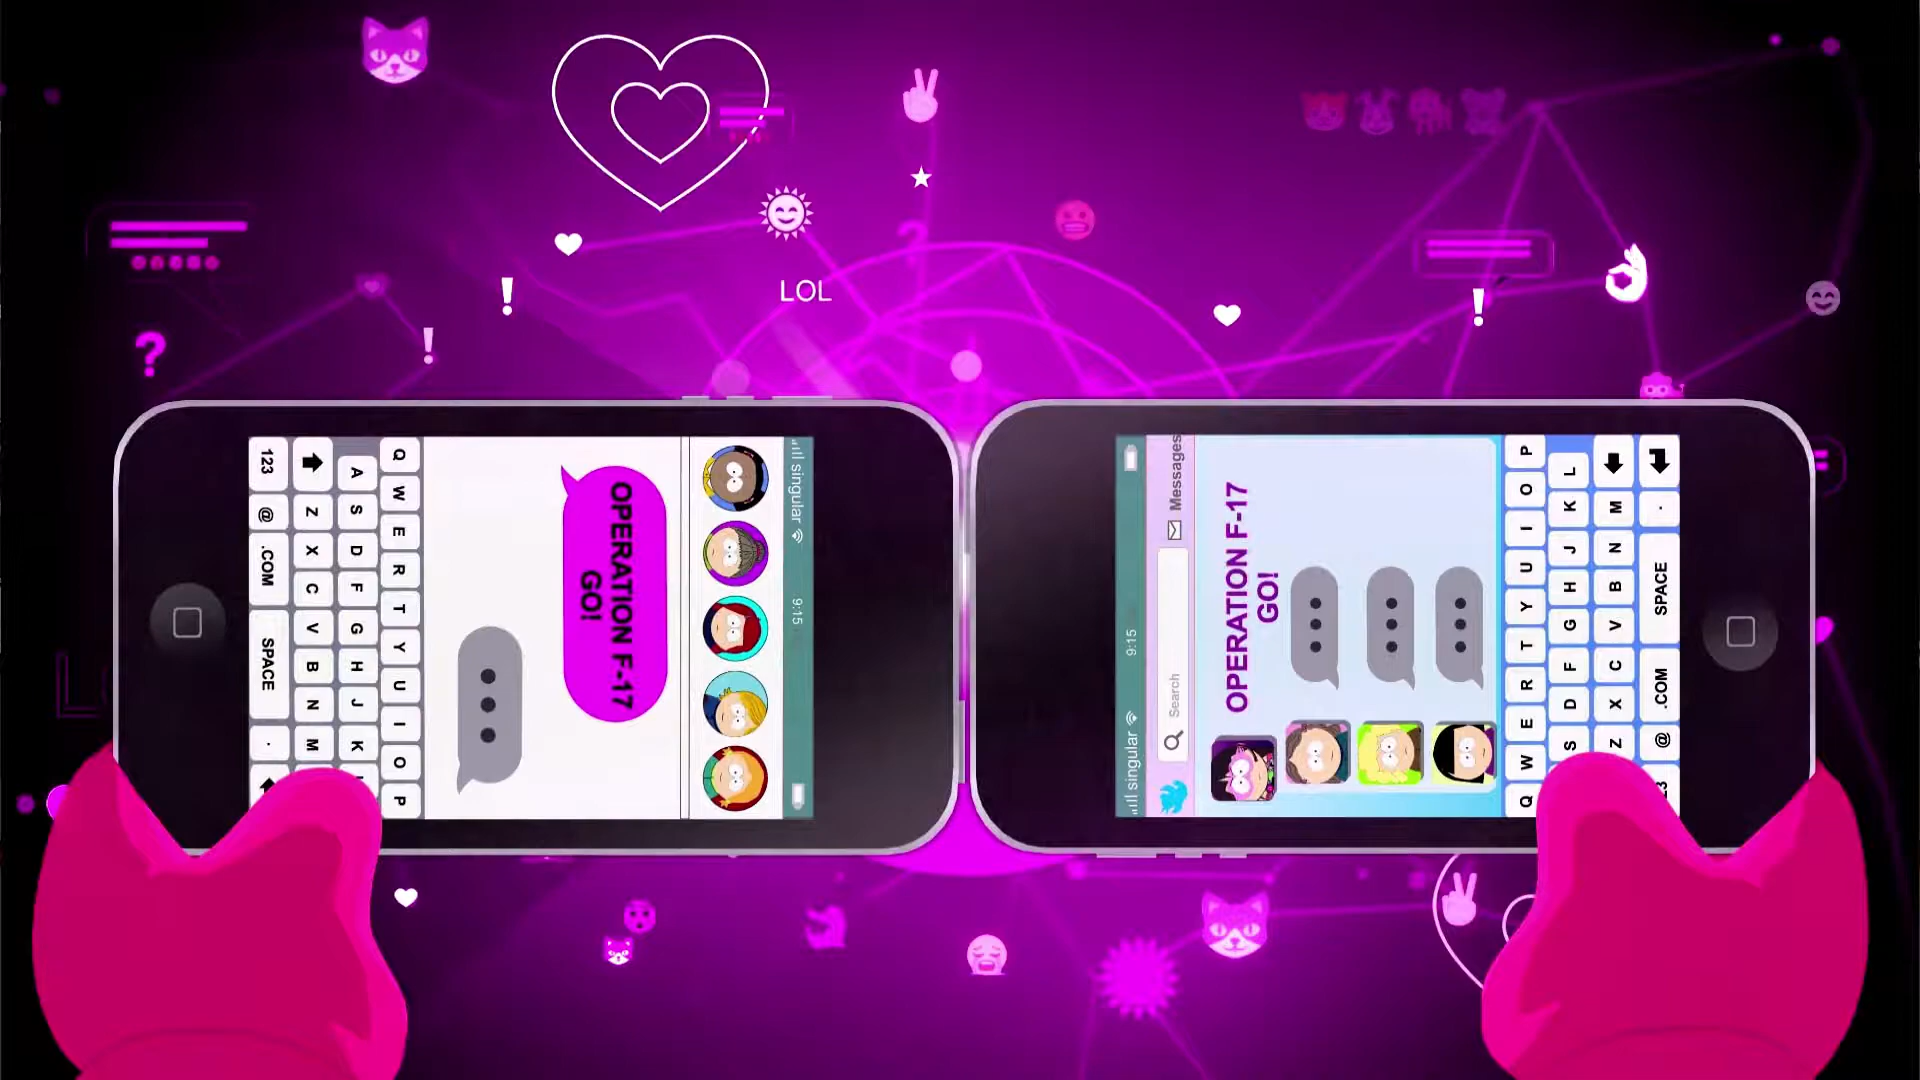 LOL
?
!
!
!
singular
9:15
OPERATION F-17
GO!
Q W E R T Y U I O P
A S D F G H J K
Z X C V B N M
123 @ .COM SPACE .
singular
9:15
Messages
Search
OPERATION F-17
GO!
Q W E R T Y U I O P
S D F G H J K L
Z X C V B N M
@ .COM SPACE .